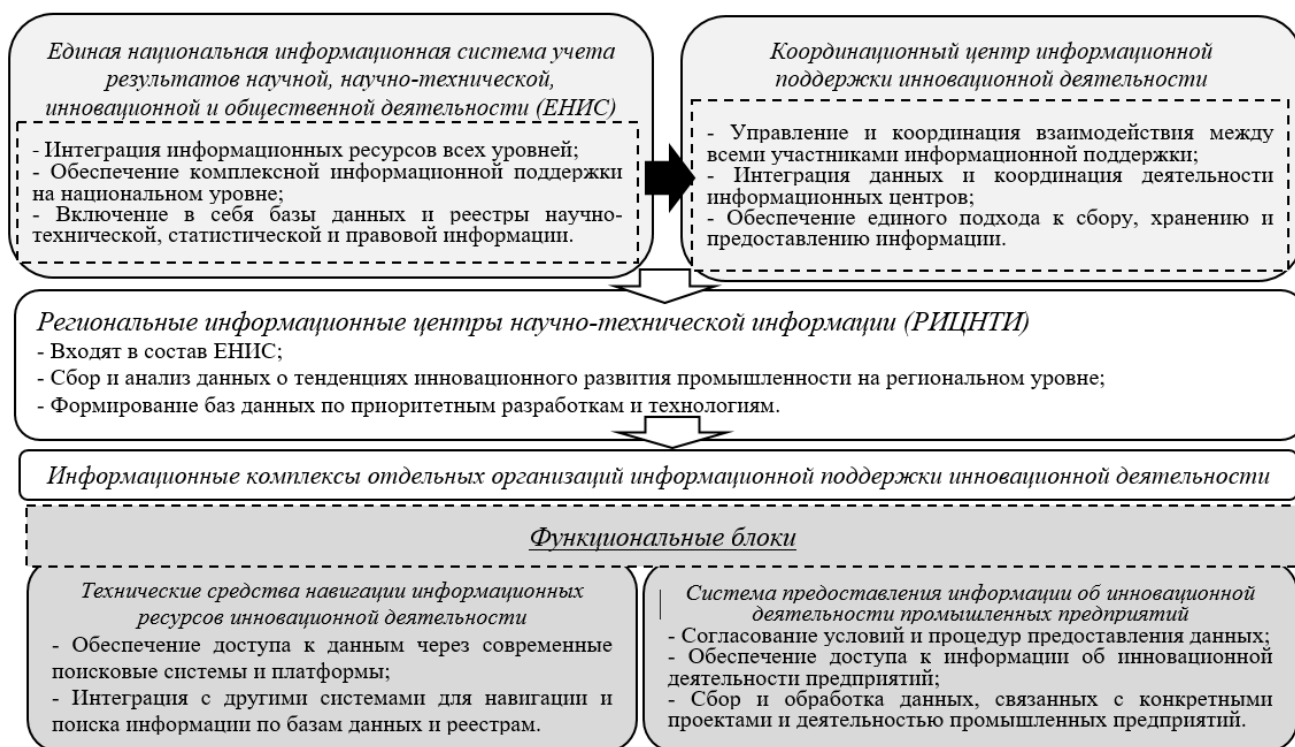 Единая национальная информационная система учета
результатов научной, научно-технической,
инновационной и общественной деятельности (ЕНИС)
- Интеграция информационных ресурсов всех уровней;
- Обеспечение комплексной информационной поддержки
на национальном уровне;
- Включение в себя базы данных и реестры научно-
технической, статистической и правовой информации.
Координационный центр информационной
поддержки инновационной деятельности
- Управление и координация взаимодействия между
всеми участниками информационной поддержки;
- Интеграция данных и координация деятельности
информационных центров;
- Обеспечение единого подхода к сбору, хранению и
предоставлению информации.
Региональные информационные центры научно-технической информации (РИЦНТИ)
- Входят в состав ЕНИС;
- Сбор и анализ данных о тенденциях инновационного развития промышленности на региональном уровне;
- Формирование баз данных по приоритетным разработкам и технологиям.
Информационные комплексы отдельных организаций информационной поддержки инновационной деятельности
Функциональные блоки
Технические средства навигации информационных
ресурсов инновационной деятельности
- Обеспечение доступа к данным через современные
поисковые системы и платформы;
- Интеграция с другими системами для навигации и
поиска информации по базам данных и реестрам.
Система предоставления информации об инновационной
деятельности промышленных предприятий
- Согласование условий и процедур предоставления данных;
- Обеспечение доступа к информации об инновационной
деятельности предприятий;
- Сбор и обработка данных, связанных с конкретными
проектами и деятельностью промышленных предприятий.